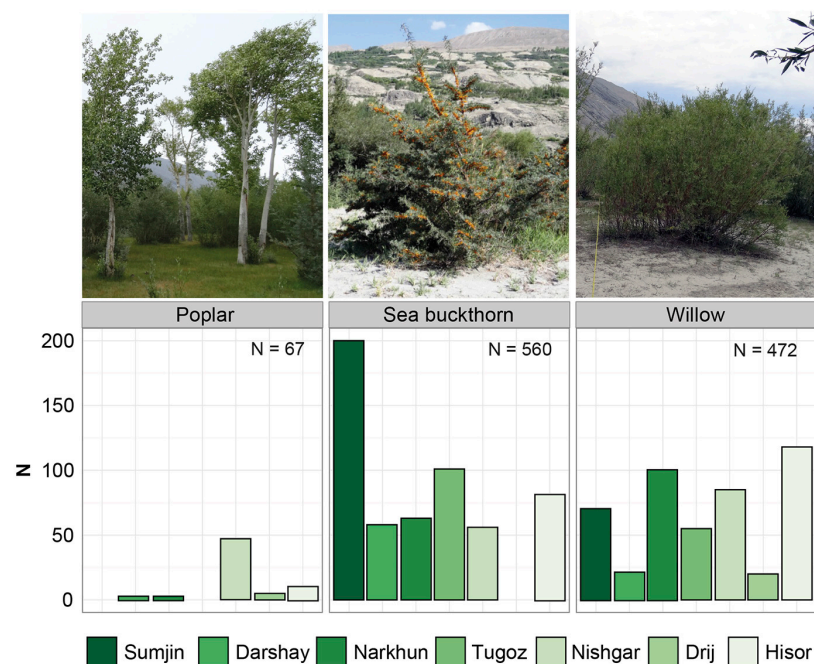 Poplar
Sea buckthorn
Willow
N = 67
N = 560
N = 472
N
200
150
100
50
0
Sumjin
Darshay
Narkhun
Tugoz
Nishgar
Drij
Hisor